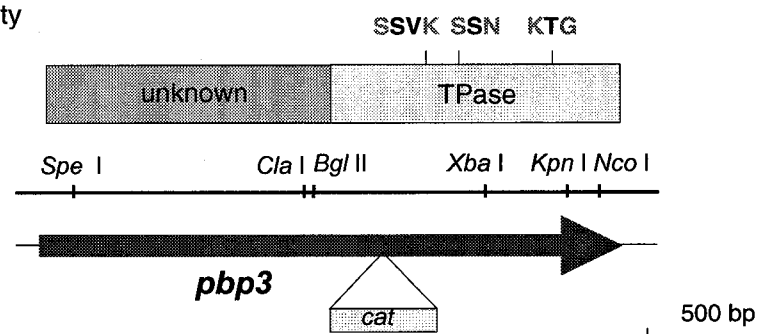 ty
SSVK SSN KTG
unknown TPase
Spe I Cla I Bgl II Xba I Kpn I Nco I
pbp3
cat
500 bp